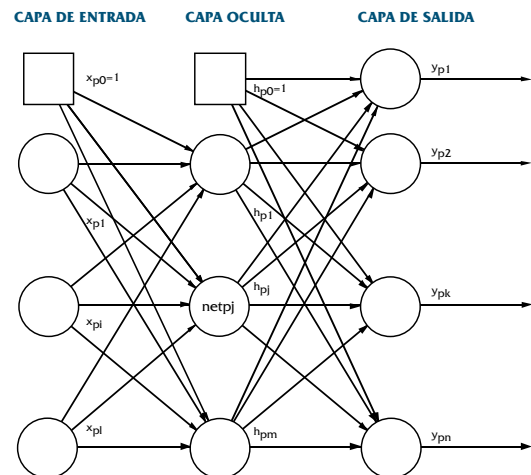 CAPA DE ENTRADA
CAPA OCULTA
CAPA DE SALIDA
xp0=1
hp0=1
yp1
yp2
xp1
hp1
hpj
netpj
xpi
ypk
xpl
hpm
ypn